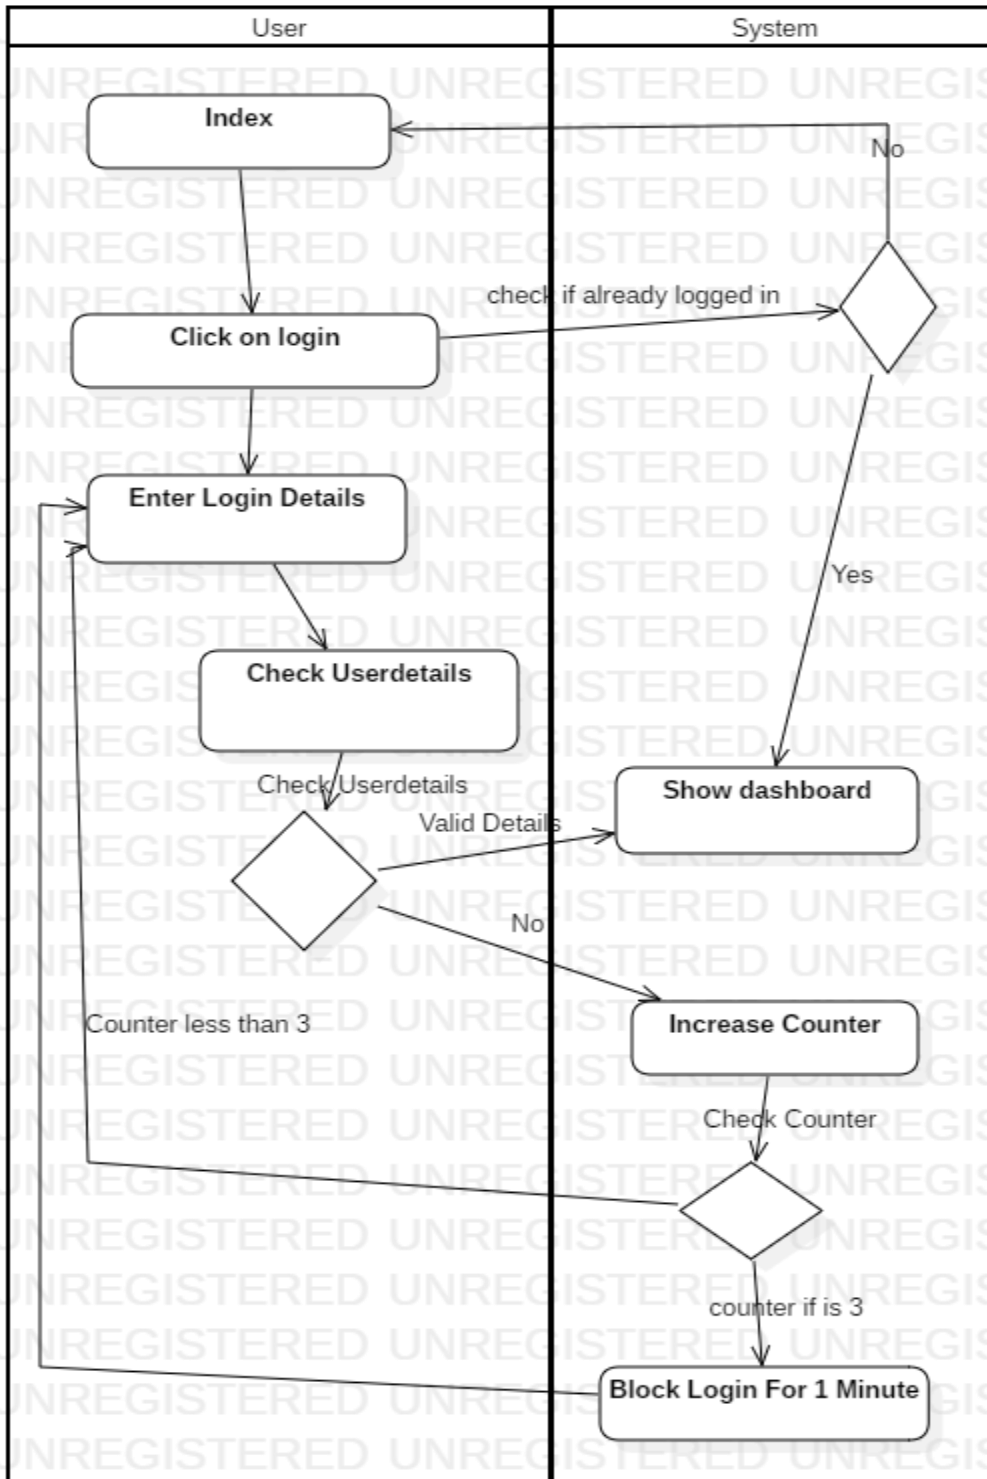 User
System
Index
No
check if already logged in
Click on login
Enter Login Details
Yes
Check Userdetails
Check Userdetails
Show dashboard
Valid Details
No
Counter less than 3
Increase Counter
Check Counter
counter if is 3
Block Login For 1 Minute
UNREGISTERED